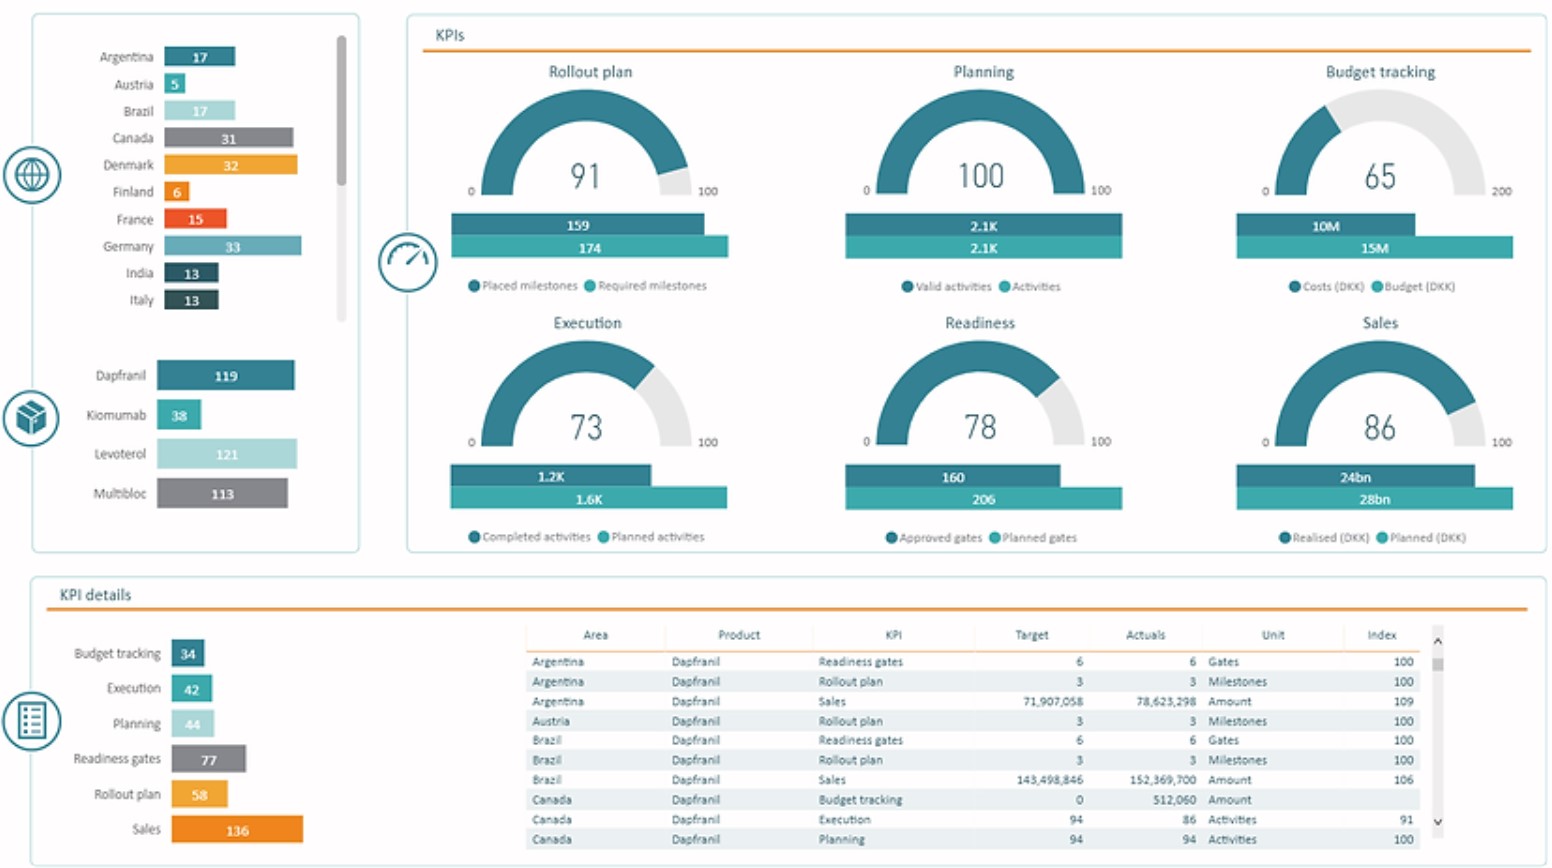 Argentina 17
Austria 5
Brazil 17
Canada 31
Denmark 32
Finland 6
France 15
Germany 33
India 13
Italy 13
Dapfranil 119
Kiomumab 38
Levoterol 121
Multibloc 113
KPIs
Rollout plan
91
0 100
159
174
Placed milestones Required milestones
Planning
100
0 100
2.1K
2.1K
Valid activities Activities
Budget tracking
65
0 200
10M
15M
Costs (DKK) Budget (DKK)
Execution
73
0 100
1.2K
1.6K
Completed activities Planned activities
Readiness
78
0 100
160
206
Approved gates Planned gates
Sales
86
0 100
24bn
28bn
Realised (DKK) Planned (DKK)
KPI details
Budget tracking 34
Execution 42
Planning 44
Readiness gates 77
Rollout plan 58
Sales 136
Area Product KPI Target Actuals Unit Index
Argentina Dapfranil Readiness gates 6 6 Gates 100
Argentina Dapfranil Rollout plan 3 3 Milestones 100
Argentina Dapfranil Sales 71,907,058 78,623,298 Amount 109
Austria Dapfranil Rollout plan 3 3 Milestones 100
Brazil Dapfranil Readiness gates 6 6 Gates 100
Brazil Dapfranil Rollout plan 3 3 Milestones 100
Brazil Dapfranil Sales 143,498,846 152,369,700 Amount 106
Canada Dapfranil Budget tracking 0 512,060 Amount
Canada Dapfranil Execution 94 86 Activities 91
Canada Dapfranil Planning 94 94 Activities 100